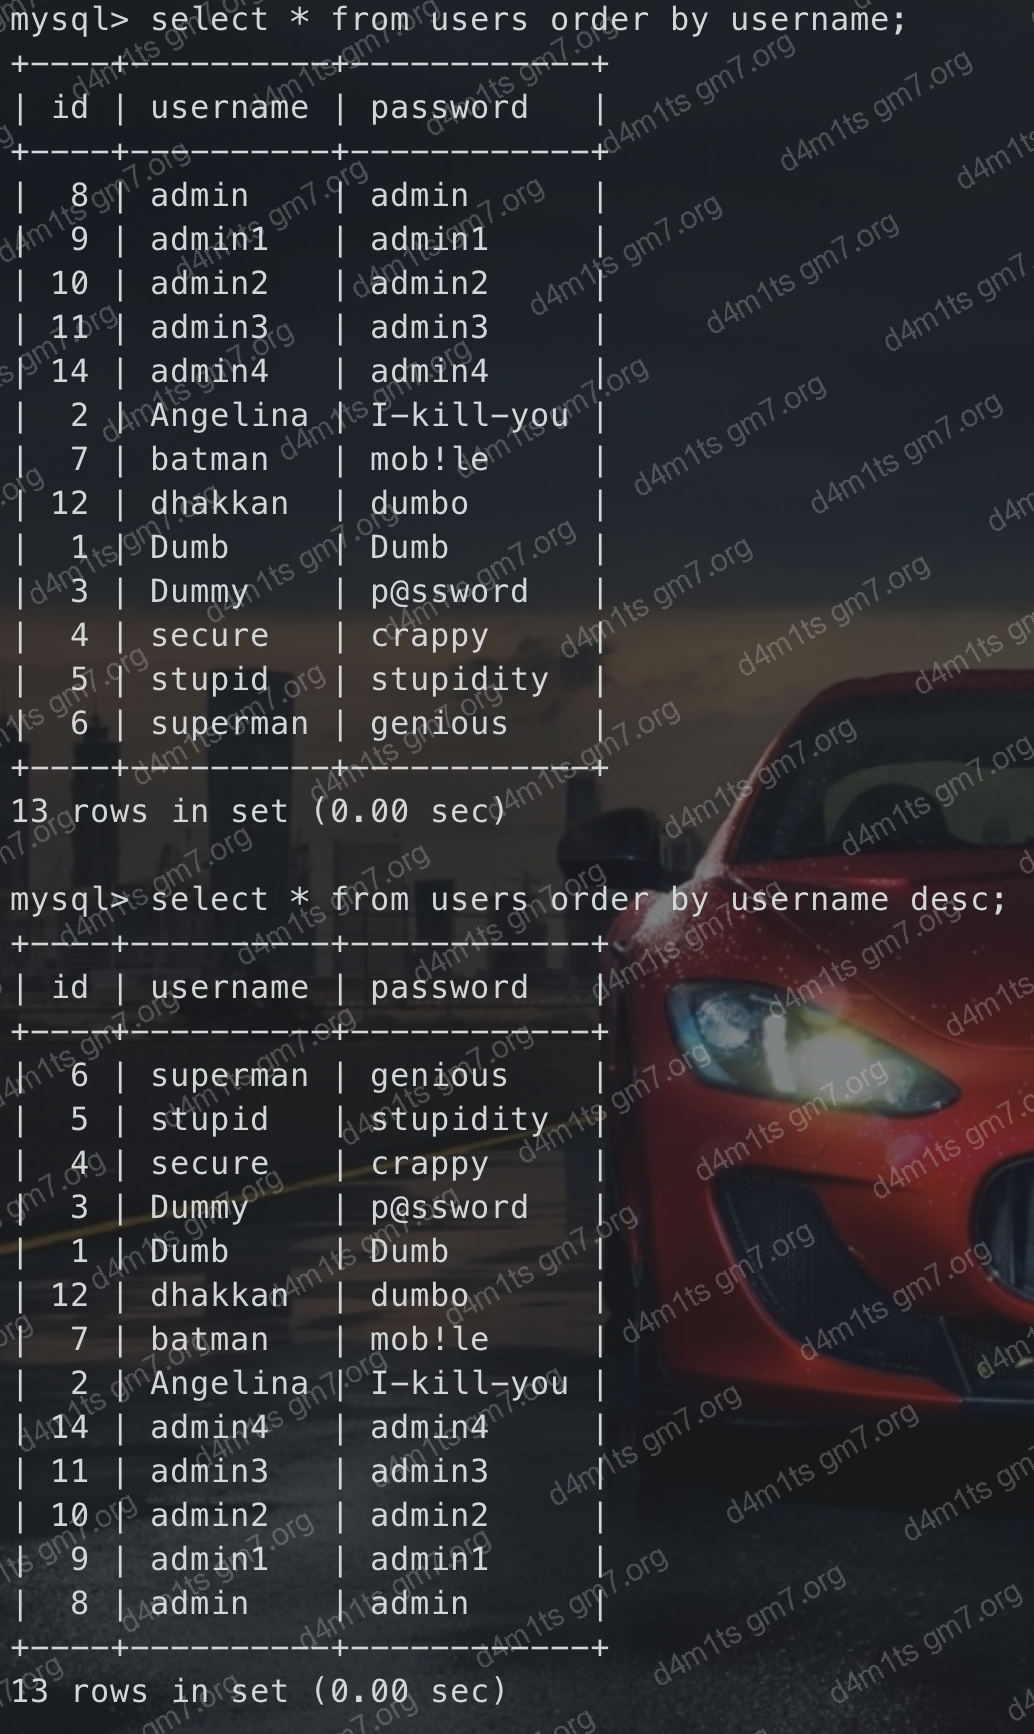 mysql> select * from users order by username;
+----+----------+------------+
| id | username | password   |
+----+----------+------------+
|  8 | admin    | admin      |
|  9 | admin1   | admin1     |
| 10 | admin2   | admin2     |
| 11 | admin3   | admin3     |
| 14 | admin4   | admin4     |
|  2 | Angelina | I-kill-you |
|  7 | batman   | mob!le     |
| 12 | dhakkan  | dumbo      |
|  1 | Dumb     | Dumb       |
|  3 | Dummy    | p@ssword   |
|  4 | secure   | crappy     |
|  5 | stupid   | stupidity  |
|  6 | superman | genious    |
+----+----------+------------+
13 rows in set (0.00 sec)
mysql> select * from users order by username desc;
+----+----------+------------+
| id | username | password   |
+----+----------+------------+
|  6 | superman | genious    |
|  5 | stupid   | stupidity  |
|  4 | secure   | crappy     |
|  3 | Dummy    | p@ssword   |
|  1 | Dumb     | Dumb       |
| 12 | dhakkan  | dumbo      |
|  7 | batman   | mob!le     |
|  2 | Angelina | I-kill-you |
| 14 | admin4   | admin4     |
| 11 | admin3   | admin3     |
| 10 | admin2   | admin2     |
|  9 | admin1   | admin1     |
|  8 | admin    | admin      |
+----+----------+------------+
13 rows in set (0.00 sec)
d4m1ts gm7.org